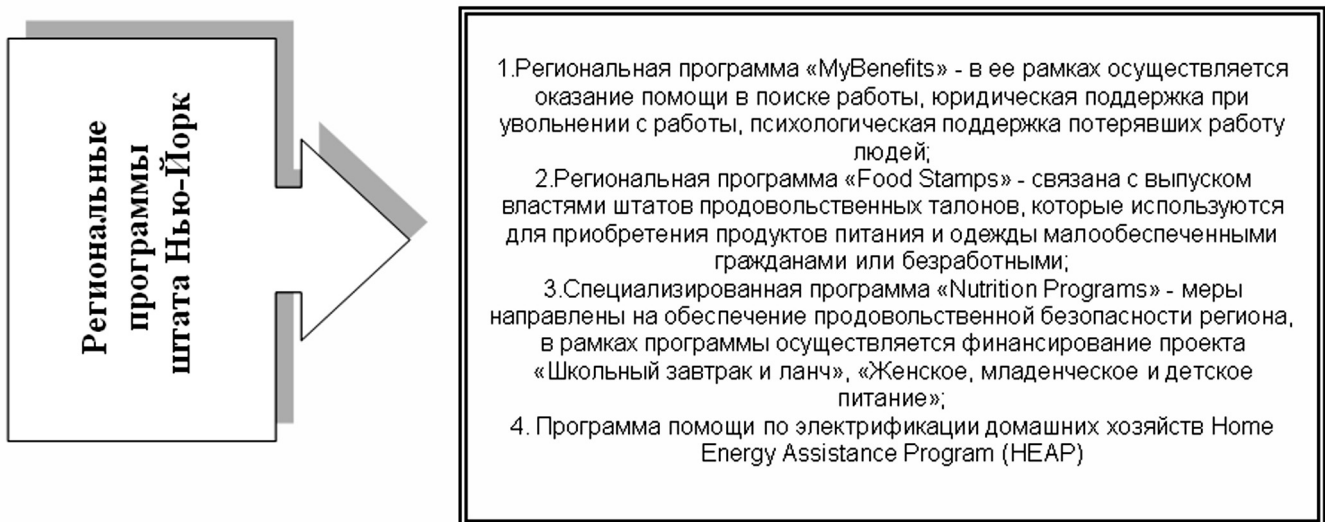 Региональные
программы
штата Нью-Йорк
1.Региональная программа «MyBenefits» - в ее рамках осуществляется
оказание помощи в поиске работы, юридическая поддержка при
увольнении с работы, психологическая поддержка потерявших работу
людей;
2.Региональная программа «Food Stamps» - связана с выпуском
властями штатов продовольственных талонов, которые используются
для приобретения продуктов питания и одежды малообеспеченными
гражданами или безработными;
3.Специализированная программа «Nutrition Programs» - меры
направлены на обеспечение продовольственной безопасности региона,
в рамках программы осуществляется финансирование проекта
«Школьный завтрак и ланч», «Женское, младенческое и детское
питание»;
4. Программа помощи по электрификации домашних хозяйств Home
Energy Assistance Program (HEAP)